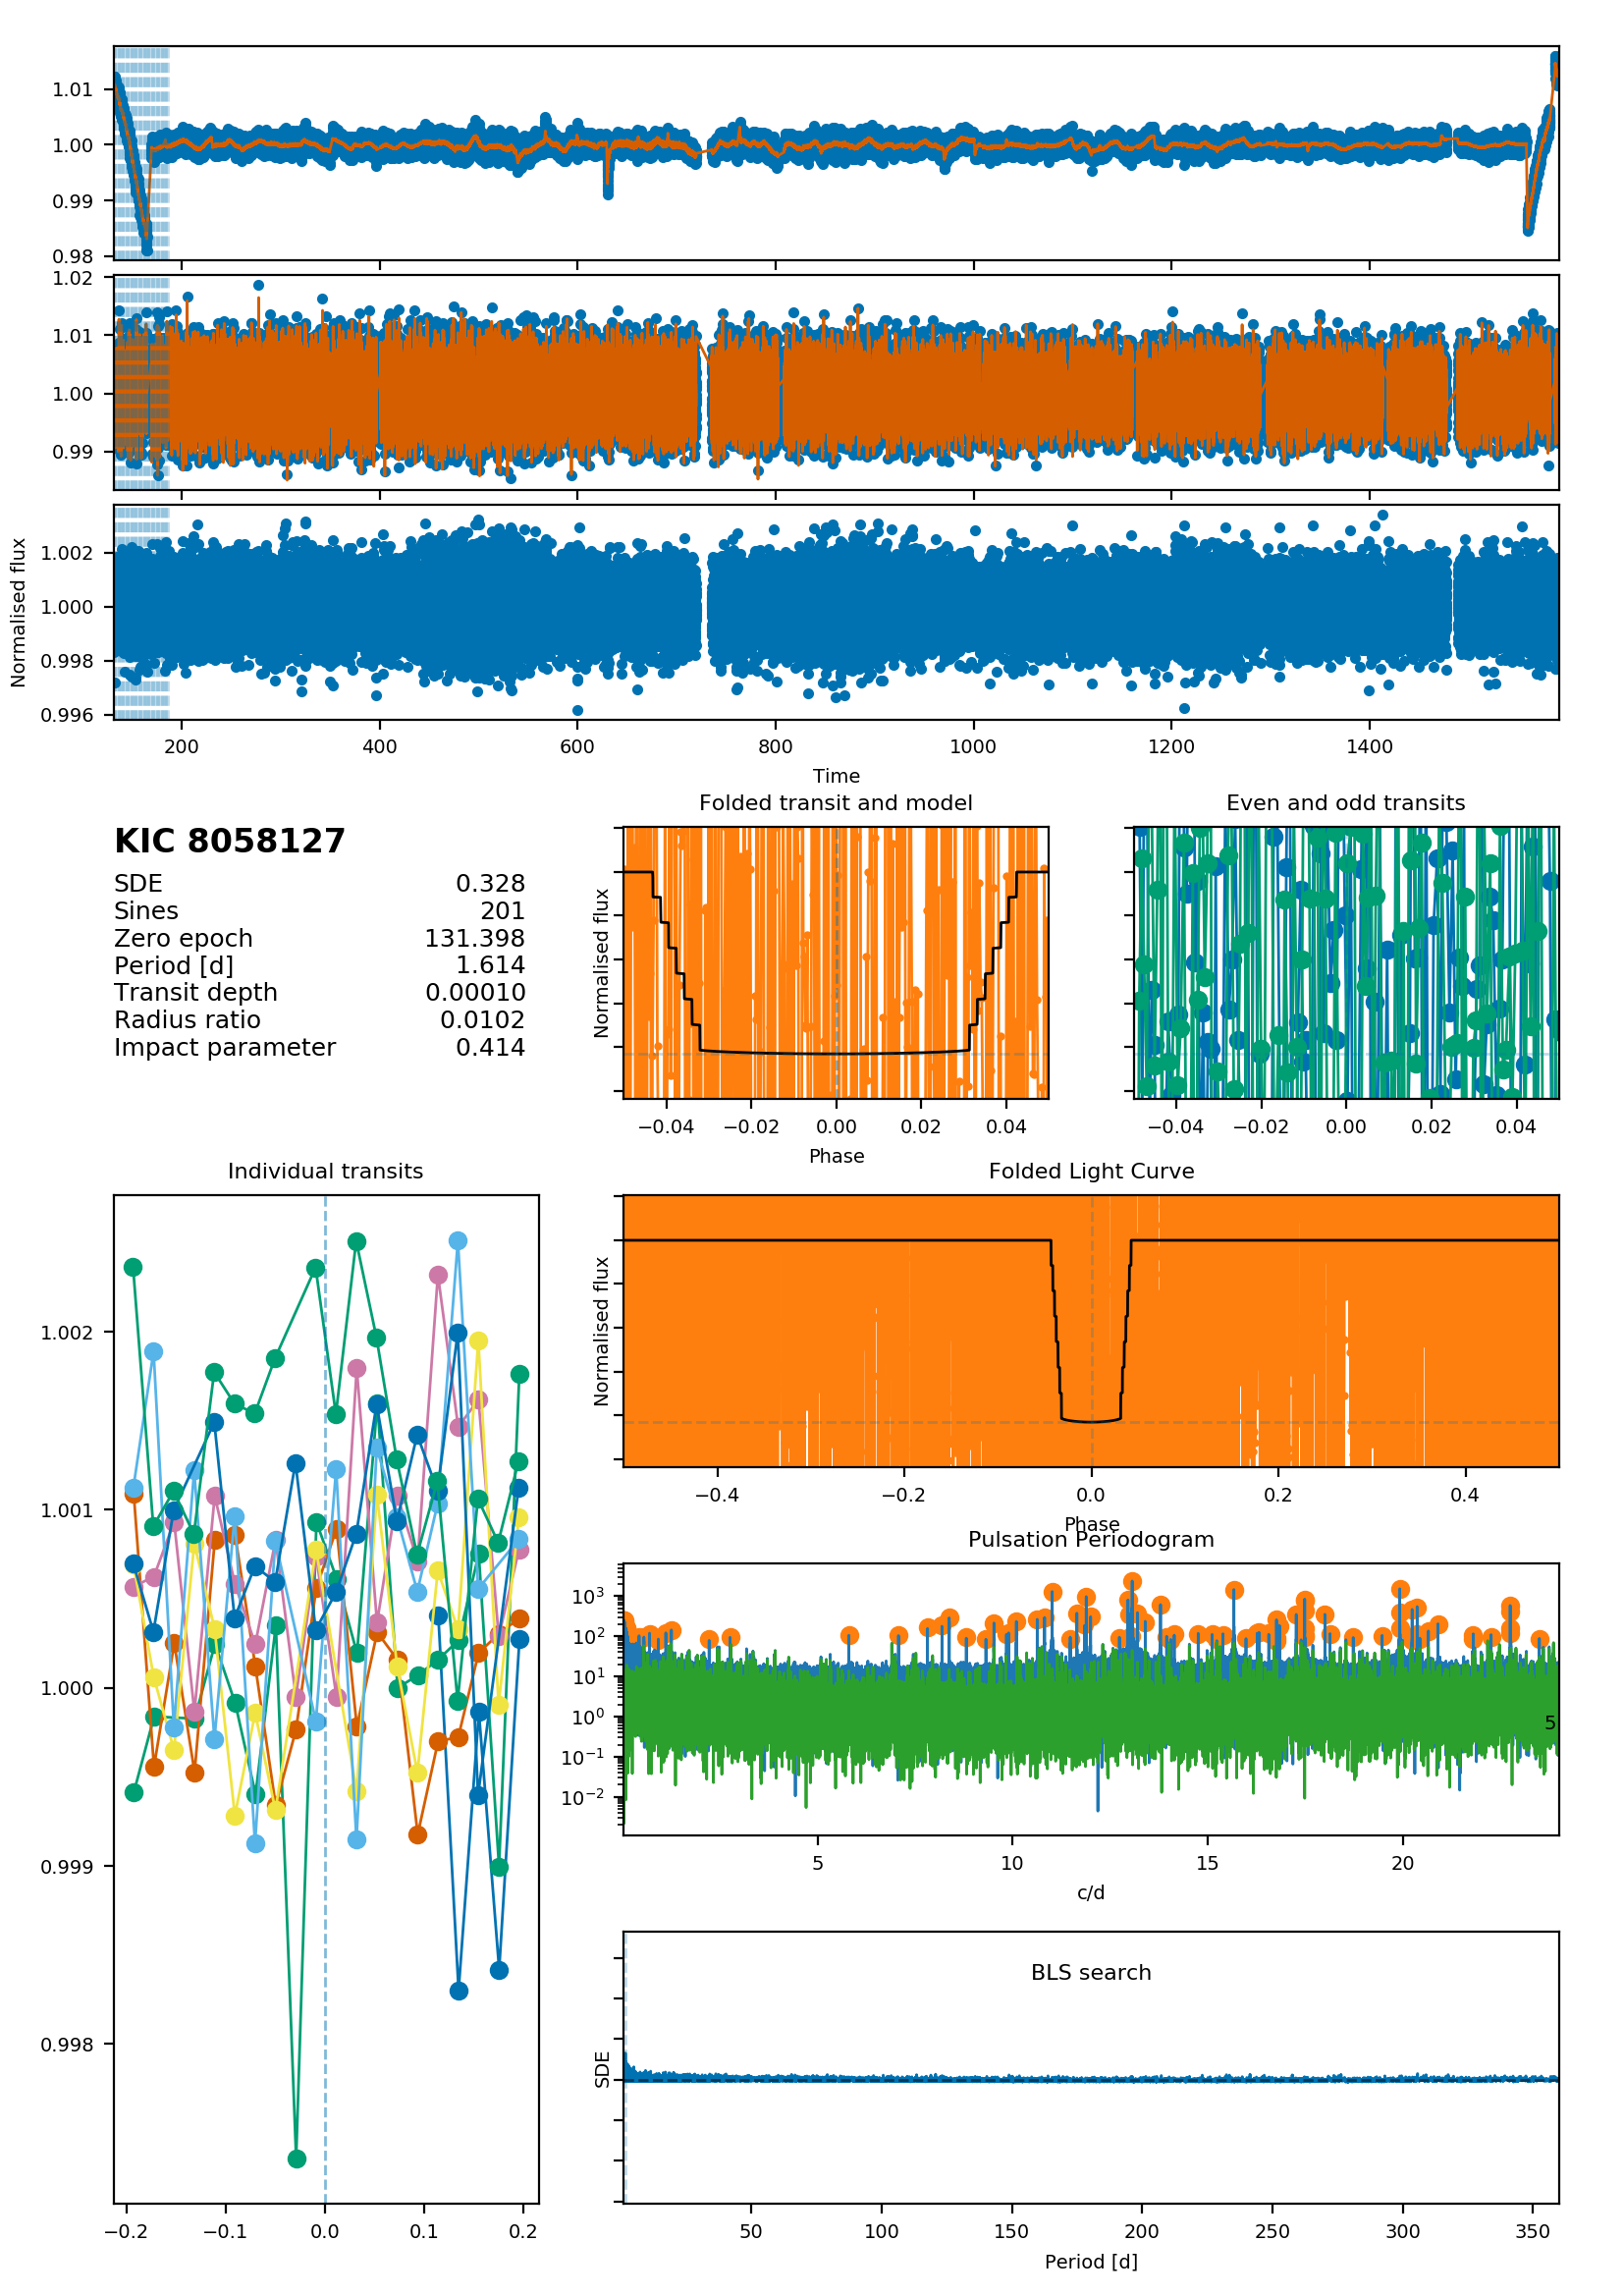 1.01
1.00
0.99
0.98
1.02
1.01
1.00
0.99
1.002
1.000
0.998
0.996
Normalised flux
200 400 600 800 1000 1200 1400
Time
KIC 8058127
SDE 0.328
Sines 201
Zero epoch 131.398
Period [d] 1.614
Transit depth 0.00010
Radius ratio 0.0102
Impact parameter 0.414
Folded transit and model
Normalised flux
−0.04 −0.02 0.00 0.02 0.04
Phase
Even and odd transits
−0.04 −0.02 0.00 0.02 0.04
Individual transits
1.002
1.001
1.000
0.999
0.998
−0.2 −0.1 0.0 0.1 0.2
Folded Light Curve
Normalised flux
−0.4 −0.2 0.0 0.2 0.4
Phase
Pulsation Periodogram
10³
10²
10¹
10⁰
10⁻¹
10⁻²
5
5 10 15 20
c/d
BLS search
SDE
50 100 150 200 250 300 350
Period [d]